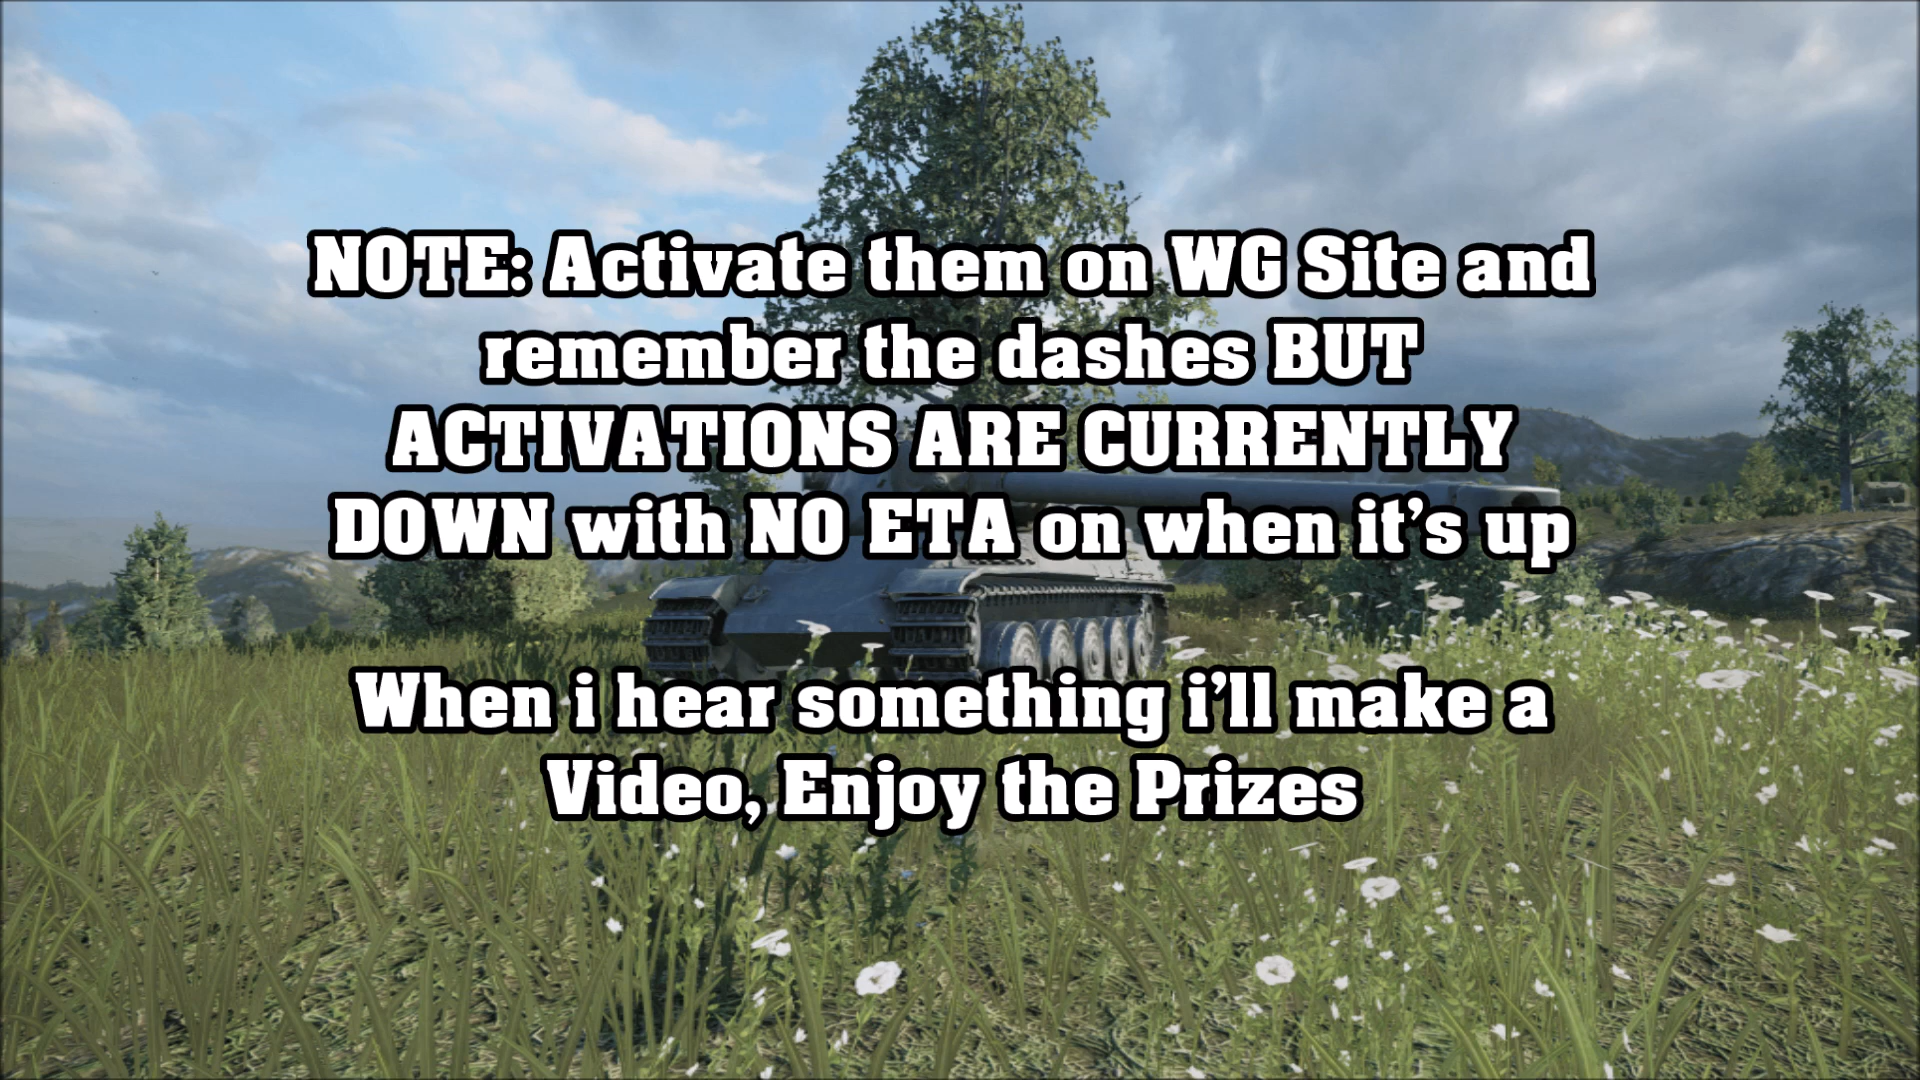 NOTE: Activate them on WG Site and
remember the dashes BUT
ACTIVATIONS ARE CURRENTLY
DOWN with NO ETA on when it's up
When i hear something i'll make a
Video, Enjoy the Prizes